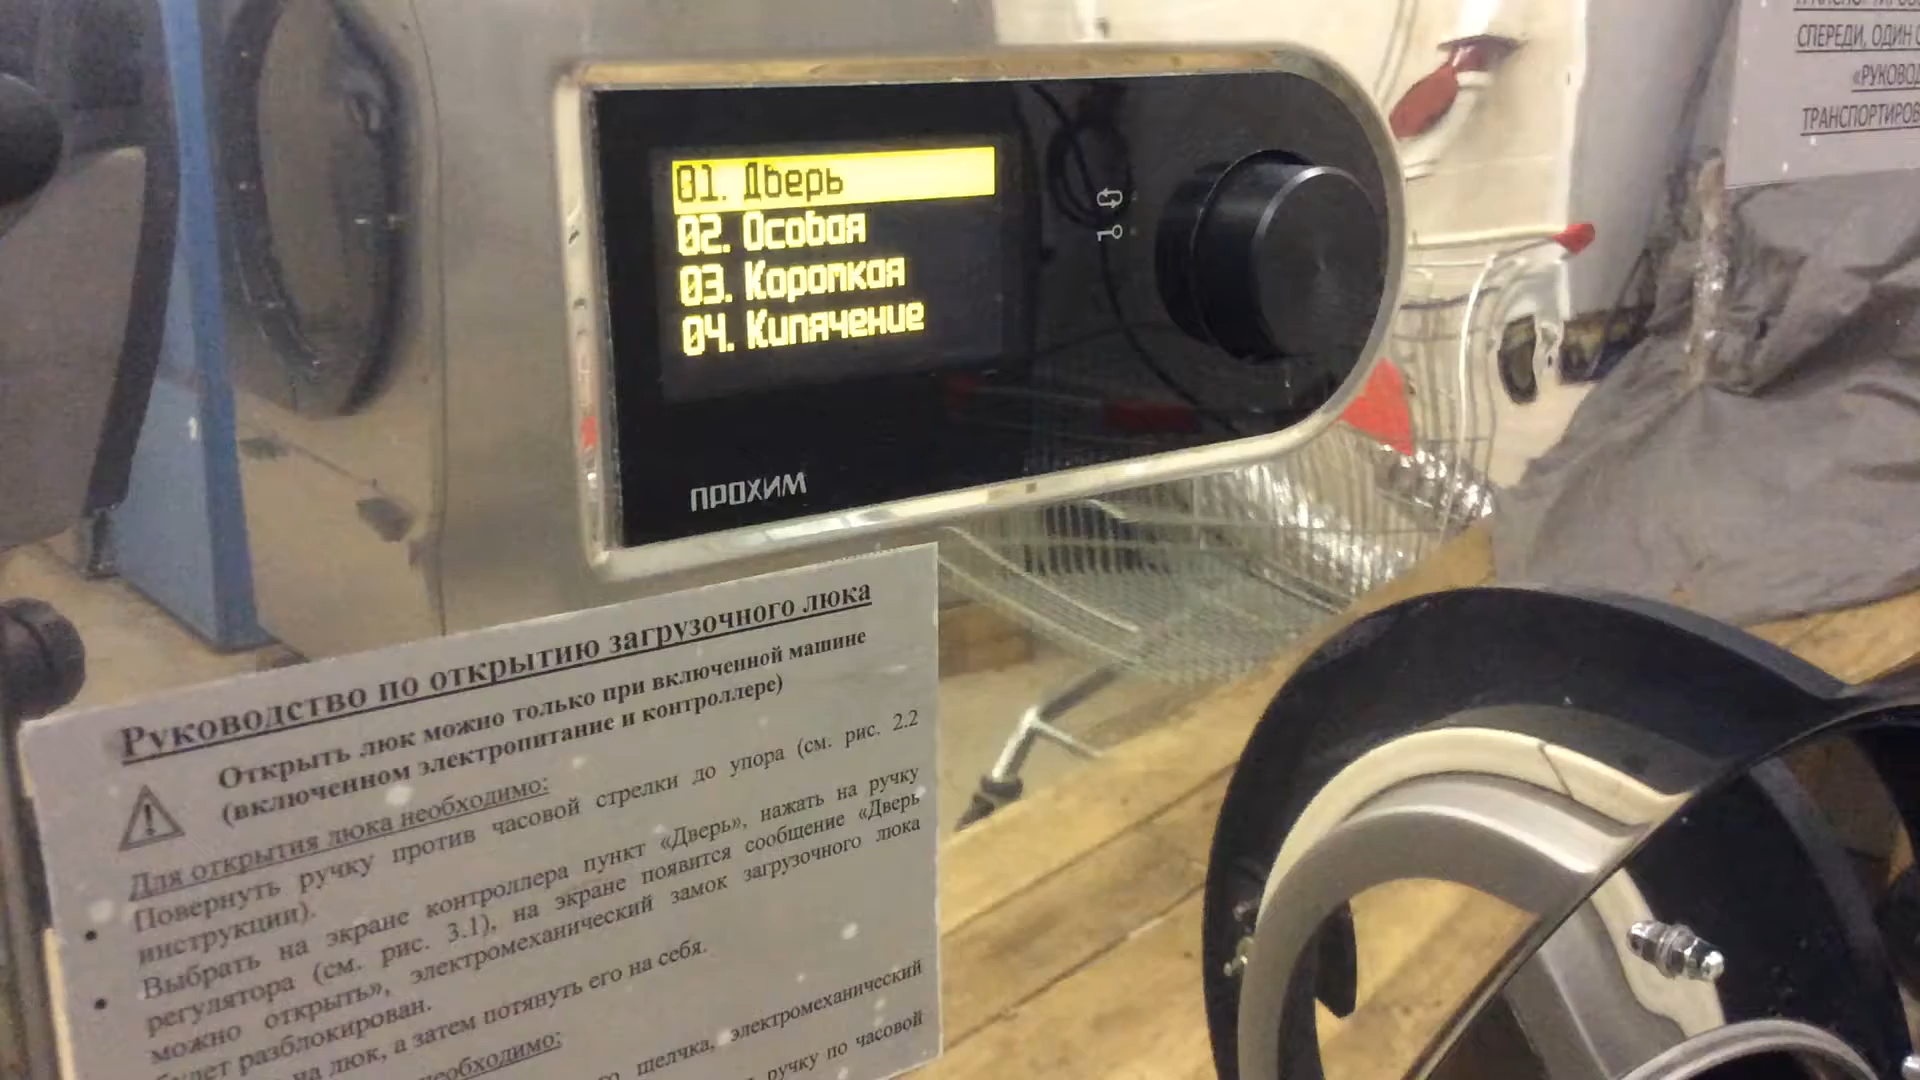 01. Дверь
02. Особая
03. Короткая
04. Кипячение
ПРОХИМ
СПЕРЕДИ, ОДИН
Руководство по открытию загрузочного люка
Открыть люк можно только при включенной машине
(включенном электропитание и контроллере)
Для открытия люка необходимо:
• Повернуть ручку против часовой стрелки до упора (см. рис. 2.2
инструкции).
• Выбрать на экране контроллера пункт «Дверь», нажать на ручку
регулятора (см. рис. 3.1), на экране появится сообщение «Дверь
можно открыть», электромеханический замок загрузочного люка
будет разблокирован.
на люк, а затем потянуть его на себя.
необходимо:
щелчка, электромеханический
ручку по часовой